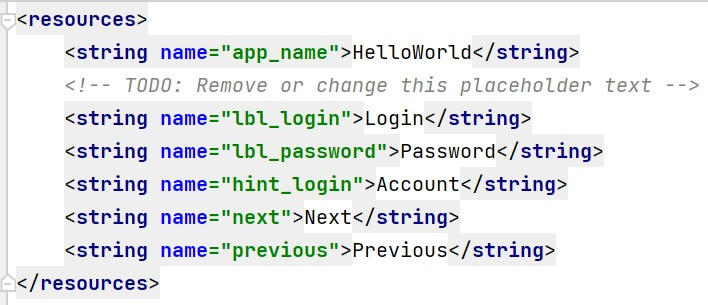 <resources>
    <string name="app_name">HelloWorld</string>
    <!-- TODO: Remove or change this placeholder text -->
    <string name="lbl_login">Login</string>
    <string name="lbl_password">Password</string>
    <string name="hint_login">Account</string>
    <string name="next">Next</string>
    <string name="previous">Previous</string>
</resources>